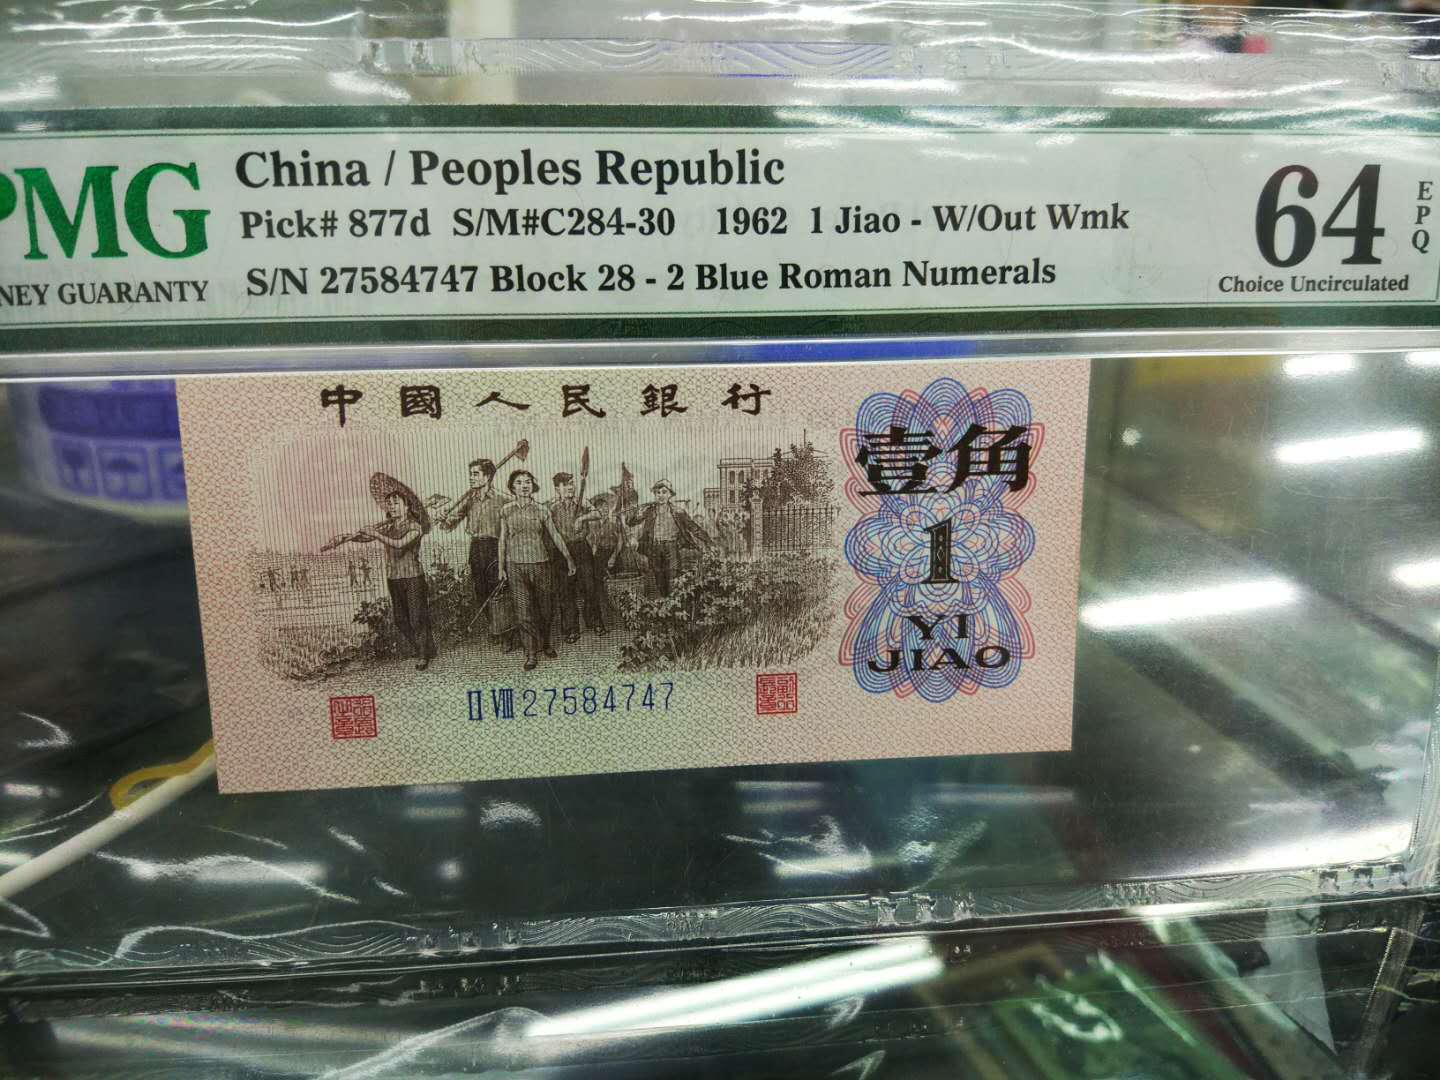 PMG
NEY GUARANTY
China / Peoples Republic
Pick# 877d S/M#C284-30 1962 1 Jiao - W/Out Wmk
S/N 27584747 Block 28 - 2 Blue Roman Numerals
64
EPQ
Choice Uncirculated
中國人民銀行
壹角
1
YI
JIAO
II VIII 27584747